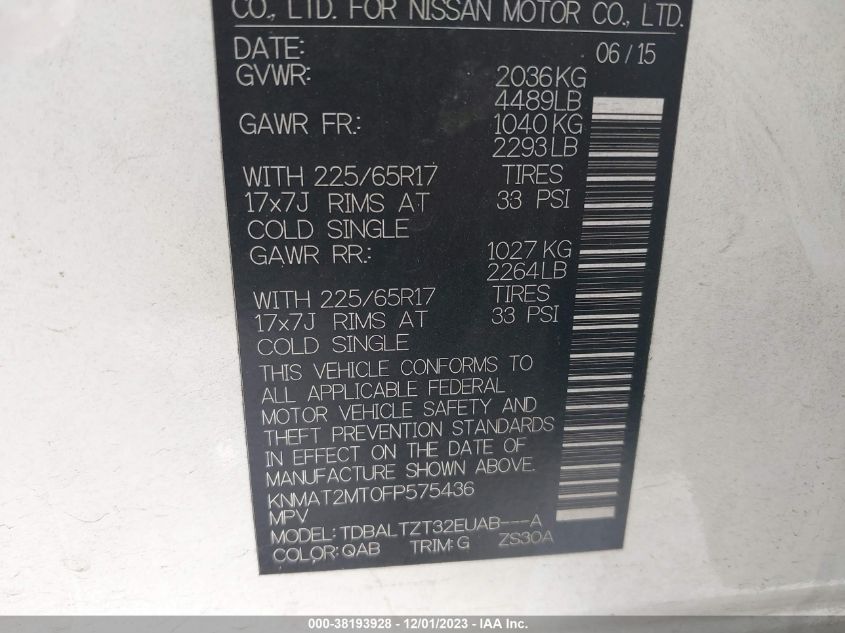 CO., LTD. FOR NISSAN MOTOR CO., LTD.
DATE: 06/15
GVWR: 2036KG
4489LB
GAWR FR.: 1040KG
2293LB
WITH 225/65R17 TIRES
17x7J RIMS AT 33 PSI
COLD SINGLE
GAWR RR.: 1027KG
2264LB
WITH 225/65R17 TIRES
17x7J RIMS AT 33 PSI
COLD SINGLE
THIS VEHICLE CONFORMS TO
ALL APPLICABLE FEDERAL
MOTOR VEHICLE SAFETY AND
THEFT PREVENTION STANDARDS
IN EFFECT ON THE DATE OF
MANUFACTURE SHOWN ABOVE.
KNMAT2MT0FP575436
MPV
MODEL: TDBALTZT32EUAB---A
COLOR: QAB TRIM: G ZS30A
000-38193928 - 12/01/2023 - IAA Inc.